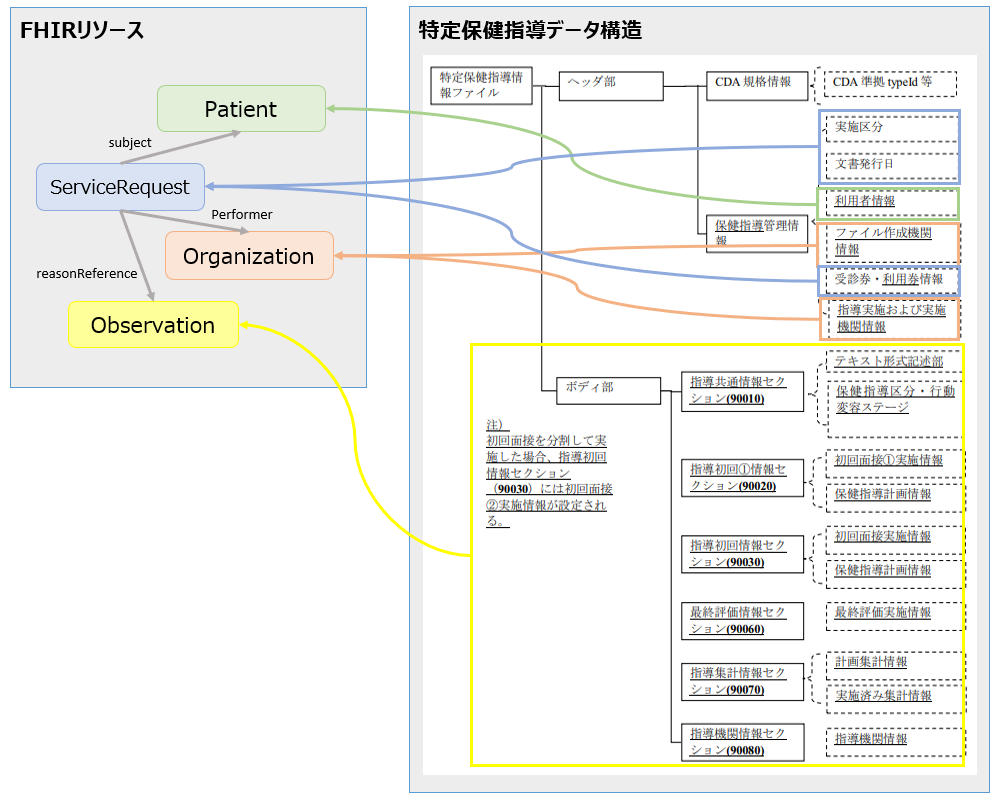 FHIRリソース
Patient
subject
ServiceRequest
Performer
Organization
reasonReference
Observation
特定保健指導データ構造
特定保健指導情
報ファイル
ヘッダ部
CDA 規格情報
CDA 準拠 typeId 等
実施区分
文書発行日
利用者情報
保健指導管理情
報
ファイル作成機関
情報
受診券・利用券情報
指導実施および実施
機関情報
ボディ部
指導共通情報セク
ション(90010)
テキスト形式記述部
保健指導区分・行動
変容ステージ
注）
初回面接を分割して実
施した場合、指導初回
情報セクション
（90030）には初回面接
②実施情報が設定され
る。
指導初回①情報セ
クション(90020)
初回面接①実施情報
保健指導計画情報
指導初回情報セク
ション(90030)
初回面接実施情報
保健指導計画情報
最終評価情報セク
ション(90060)
最終評価実施情報
指導集計情報セク
ション(90070)
計画集計情報
実施済み集計情報
指導機関情報セク
ション(90080)
指導機関情報